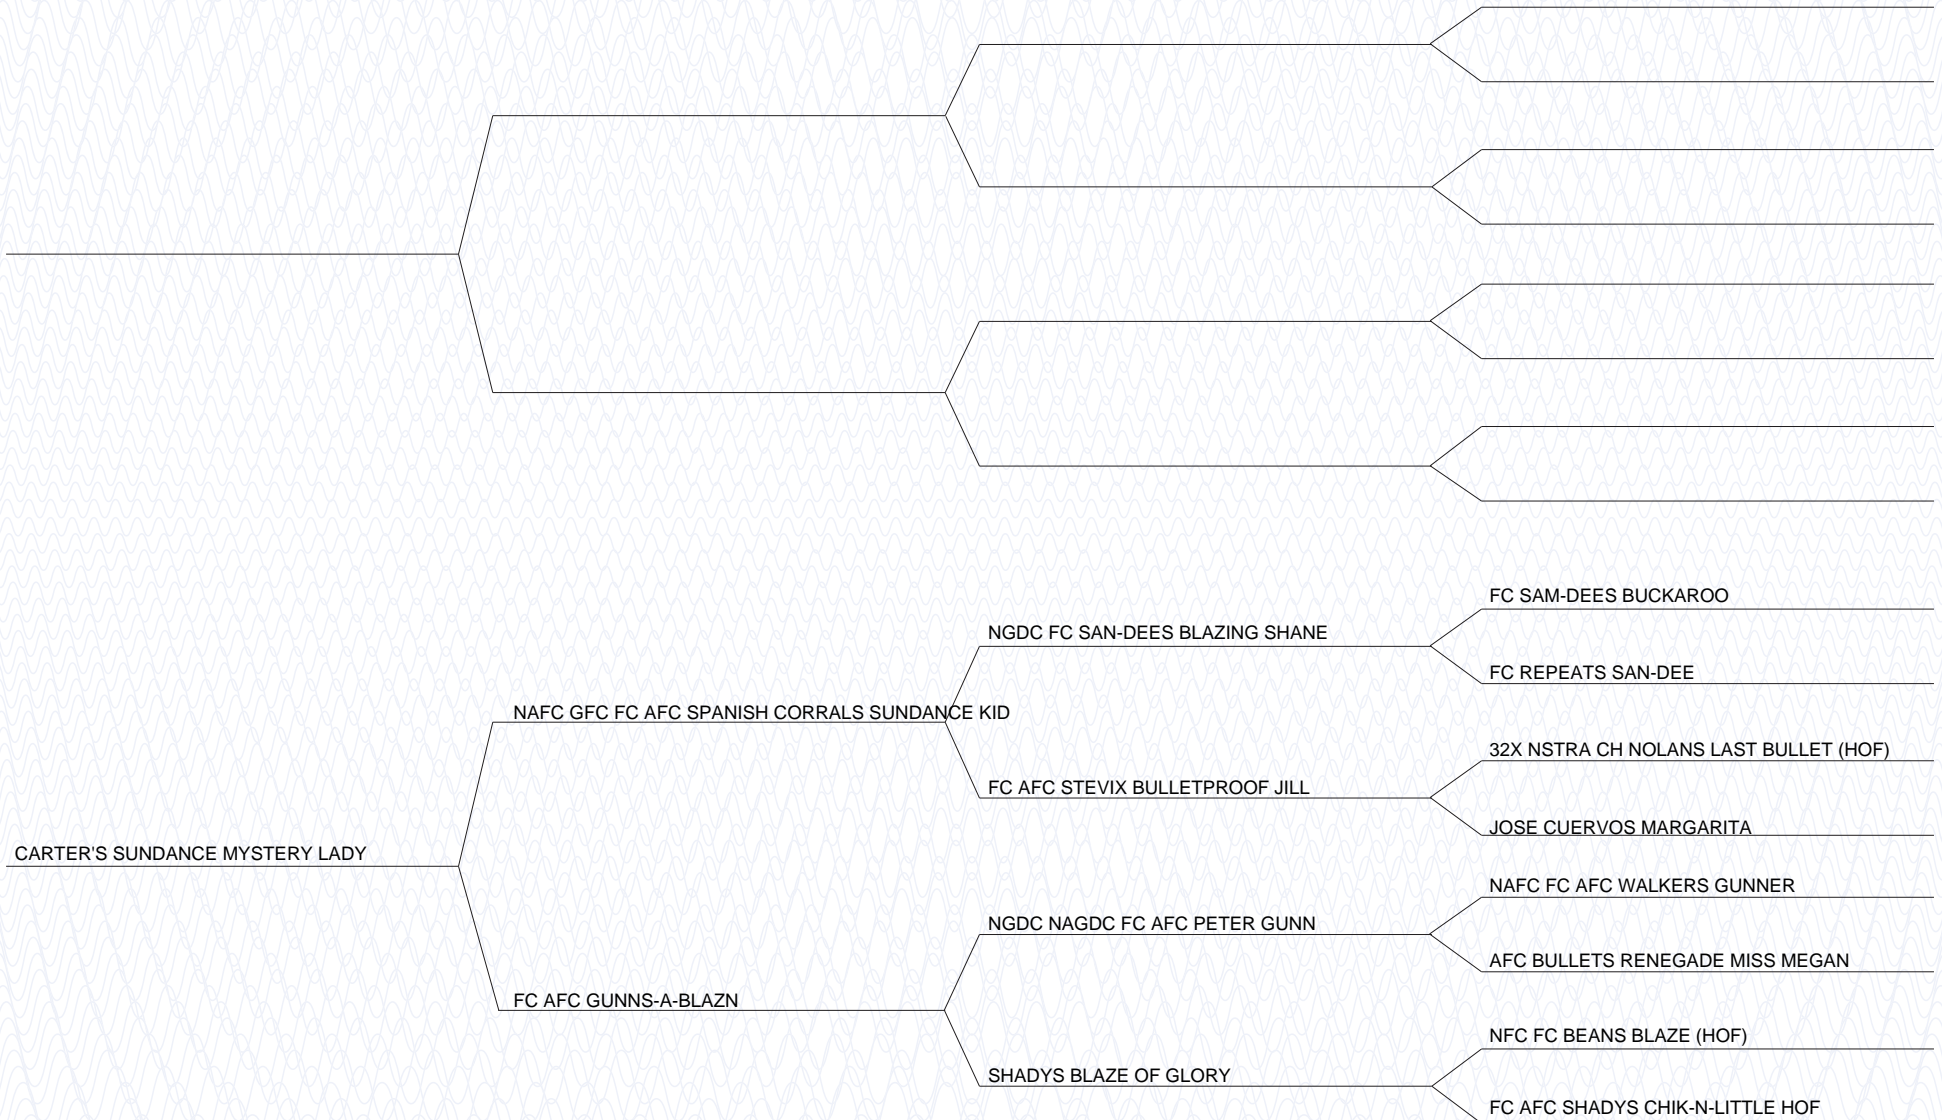 FC SAM-DEES BUCKAROO
NGDC FC SAN-DEES BLAZING SHANE
FC REPEATS SAN-DEE
NAFC GFC FC AFC SPANISH CORRALS SUNDANCE KID
32X NSTRA CH NOLANS LAST BULLET (HOF)
FC AFC STEVIX BULLETPROOF JILL
JOSE CUERVOS MARGARITA
CARTER'S SUNDANCE MYSTERY LADY
NAFC FC AFC WALKERS GUNNER
NGDC NAGDC FC AFC PETER GUNN
AFC BULLETS RENEGADE MISS MEGAN
FC AFC GUNNS-A-BLAZN
NFC FC BEANS BLAZE (HOF)
SHADYS BLAZE OF GLORY
FC AFC SHADYS CHIK-N-LITTLE HOF